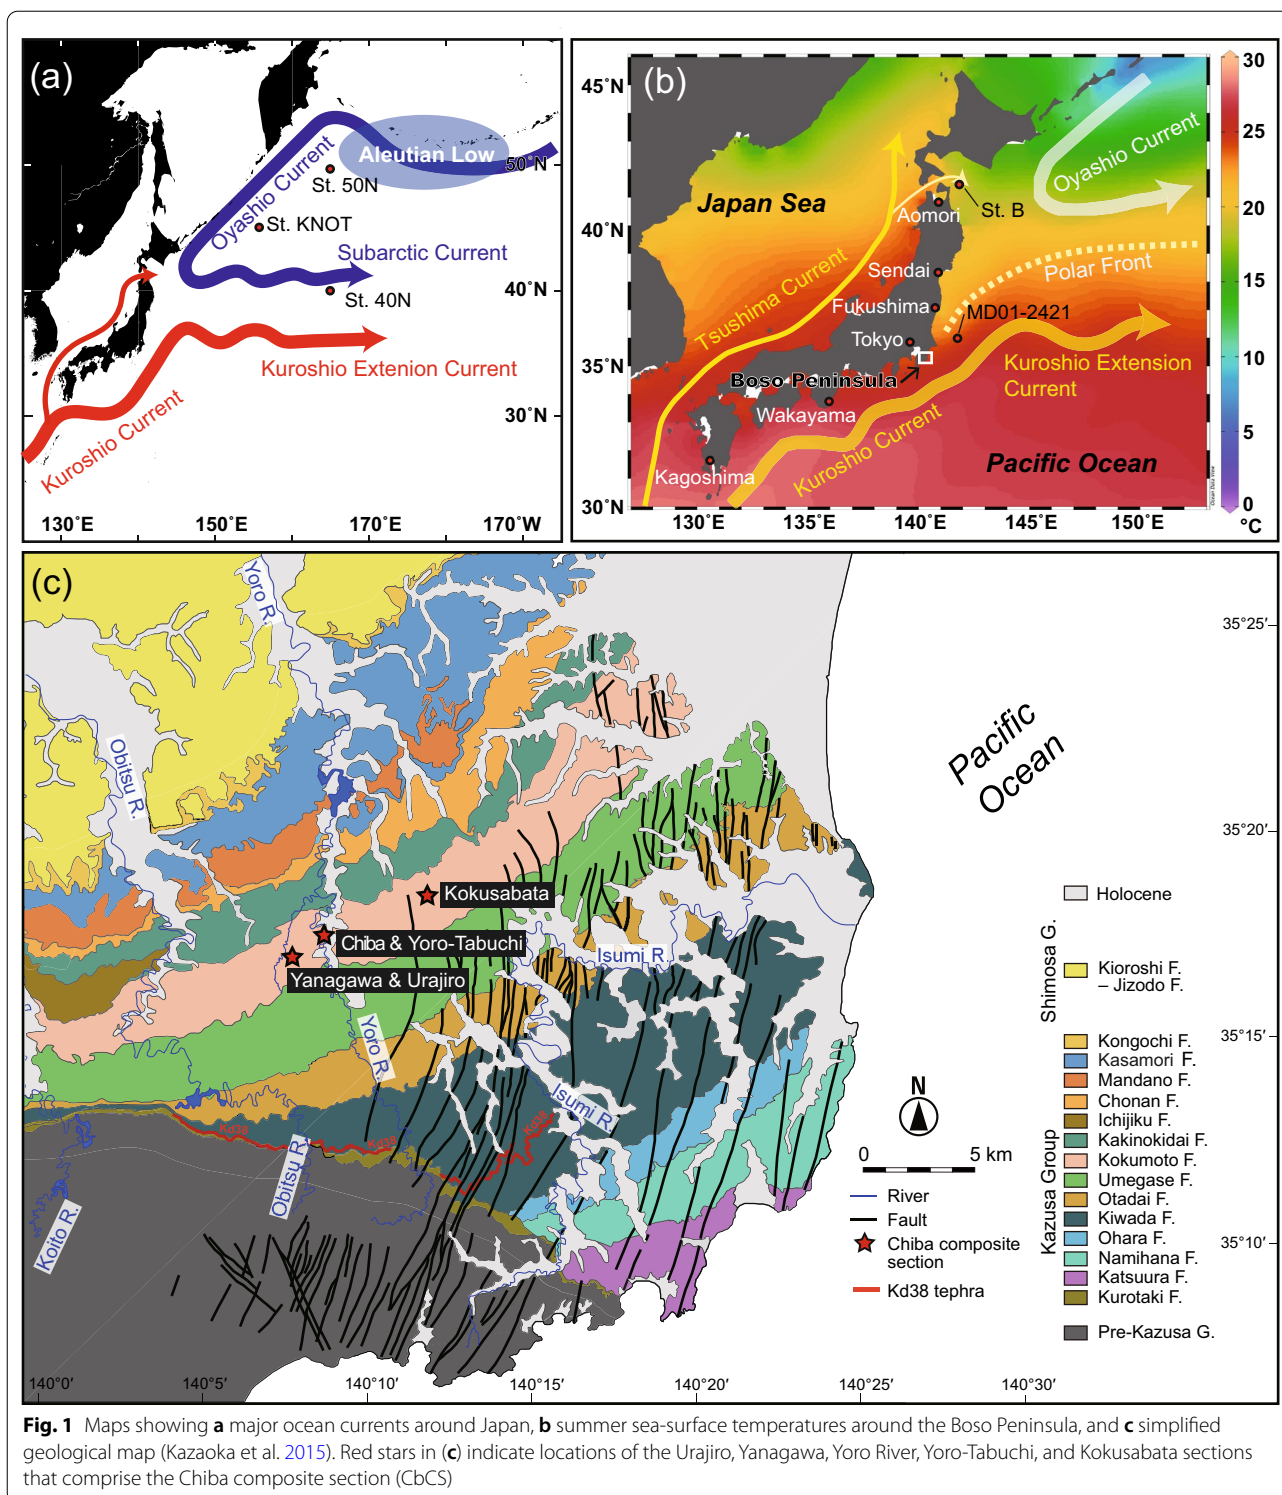 (a)
Aleutian Low
50˚N
St. 50N
Oyashio Current
St. KNOT
Subarctic Current
40˚N
St. 40N
Kuroshio Extenion Current
30˚N
Kuroshio Current
130˚E
150˚E
170˚E
170˚W
(b)
45˚N
40˚N
35˚N
30˚N
130˚E
135˚E
140˚E
145˚E
150˚E
Japan Sea
Oyashio Current
St. B
Aomori
Sendai
Polar Front
Tsushima Current
Fukushima
MD01-2421
Tokyo
Boso Peninsula
Kuroshio Extension
Current
Wakayama
Kuroshio Current
Kagoshima
Pacific Ocean
Ocean Data View
30
25
20
15
10
5
0
˚C
(c)
Yoro R.
Obitsu R.
Pacific
Ocean
35˚25′
35˚20′
35˚15′
35˚10′
Kokusabata
Chiba & Yoro-Tabuchi
Yanagawa & Urajiro
Isumi R.
Yoro R.
Isumi R.
Kd38
Kd38
Kd38
Obitsu R.
Koito R.
N
0 5 km
River
Fault
Chiba composite
section
Kd38 tephra
Holocene
Shimosa G.
Kioroshi F.
– Jizodo F.
Kazusa Group
Kongochi F.
Kasamori F.
Mandano F.
Chonan F.
Ichijiku F.
Kakinokidai F.
Kokumoto F.
Umegase F.
Otadai F.
Kiwada F.
Ohara F.
Namihana F.
Katsuura F.
Kurotaki F.
Pre-Kazusa G.
140˚0′
140˚5′
140˚10′
140˚15′
140˚20′
140˚25′
140˚30′
Fig. 1 Maps showing a major ocean currents around Japan, b summer sea-surface temperatures around the Boso Peninsula, and c simplified
geological map (Kazaoka et al. 2015). Red stars in (c) indicate locations of the Urajiro, Yanagawa, Yoro River, Yoro-Tabuchi, and Kokusabata sections
that comprise the Chiba composite section (CbCS)